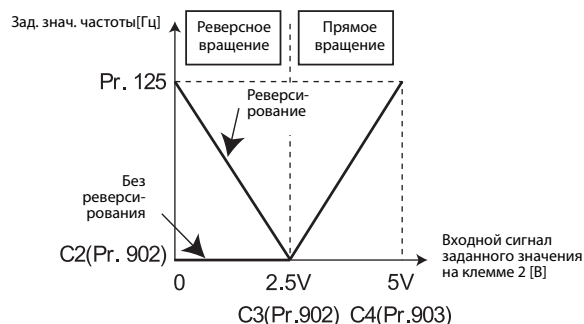 Зад. знач. частоты[Гц]
Реверсное
вращение
Прямое
вращение
Pr. 125
Реверси-
рование
Без
реверси-
рования
C2(Pr. 902)
0
2.5V
5V
Входной сигнал
заданного значения
на клемме 2 [В]
C3(Pr.902) C4(Pr.903)